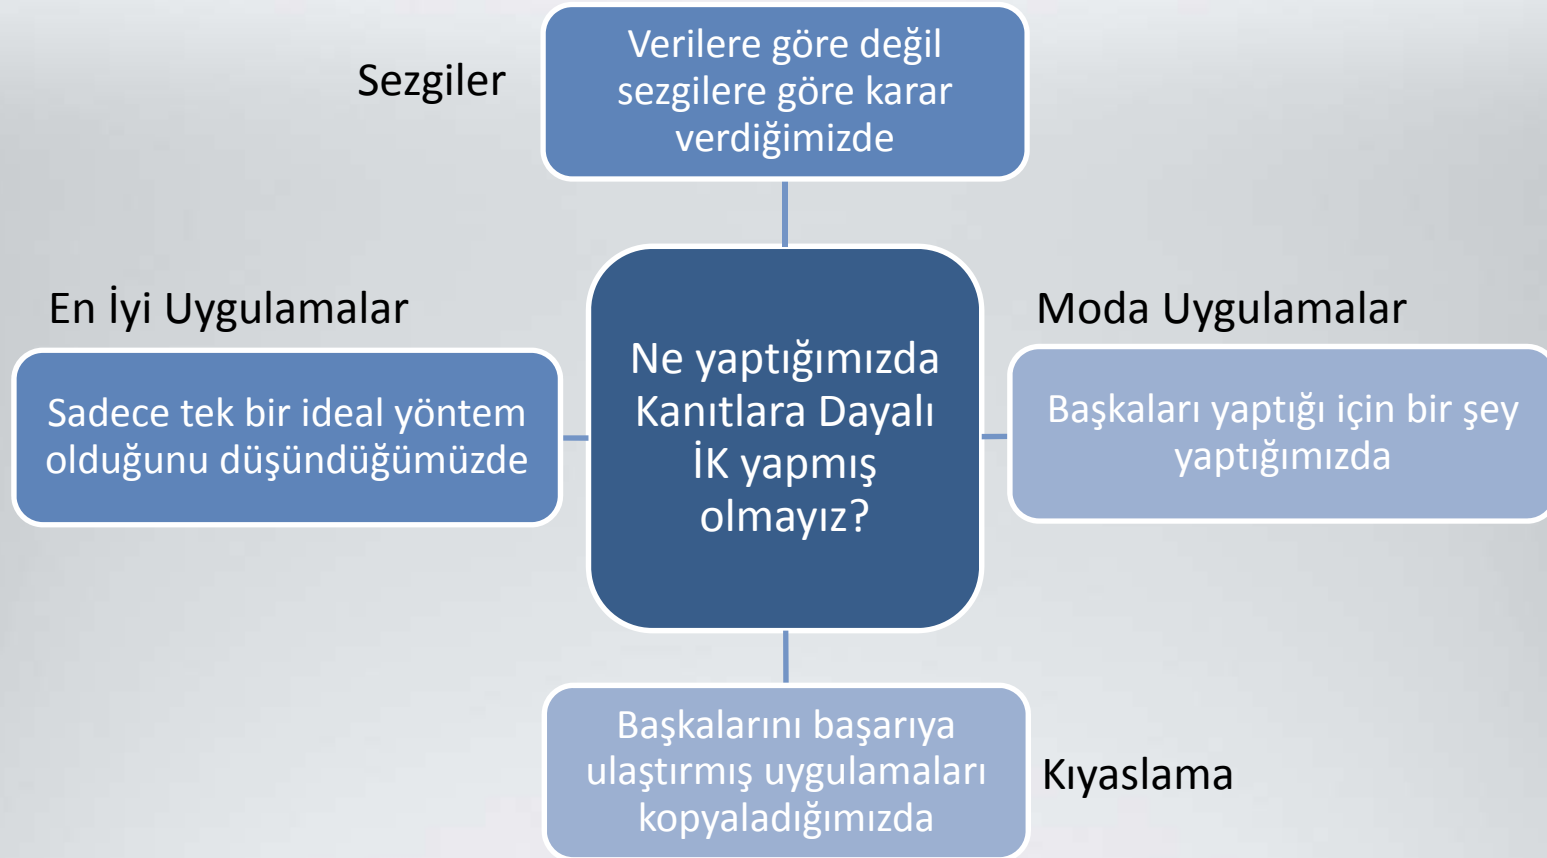 Sezgiler
Verilere göre değil
sezgilere göre karar
verdiğimizde
En İyi Uygulamalar
Sadece tek bir ideal yöntem
olduğunu düşündüğümüzde
Ne yaptığımızda
Kanıtlara Dayalı
İK yapmış
olmayız?
Moda Uygulamalar
Başkaları yaptığı için bir şey
yaptığımızda
Başkalarını başarıya
ulaştırmış uygulamaları
kopyaladığımızda
Kıyaslama